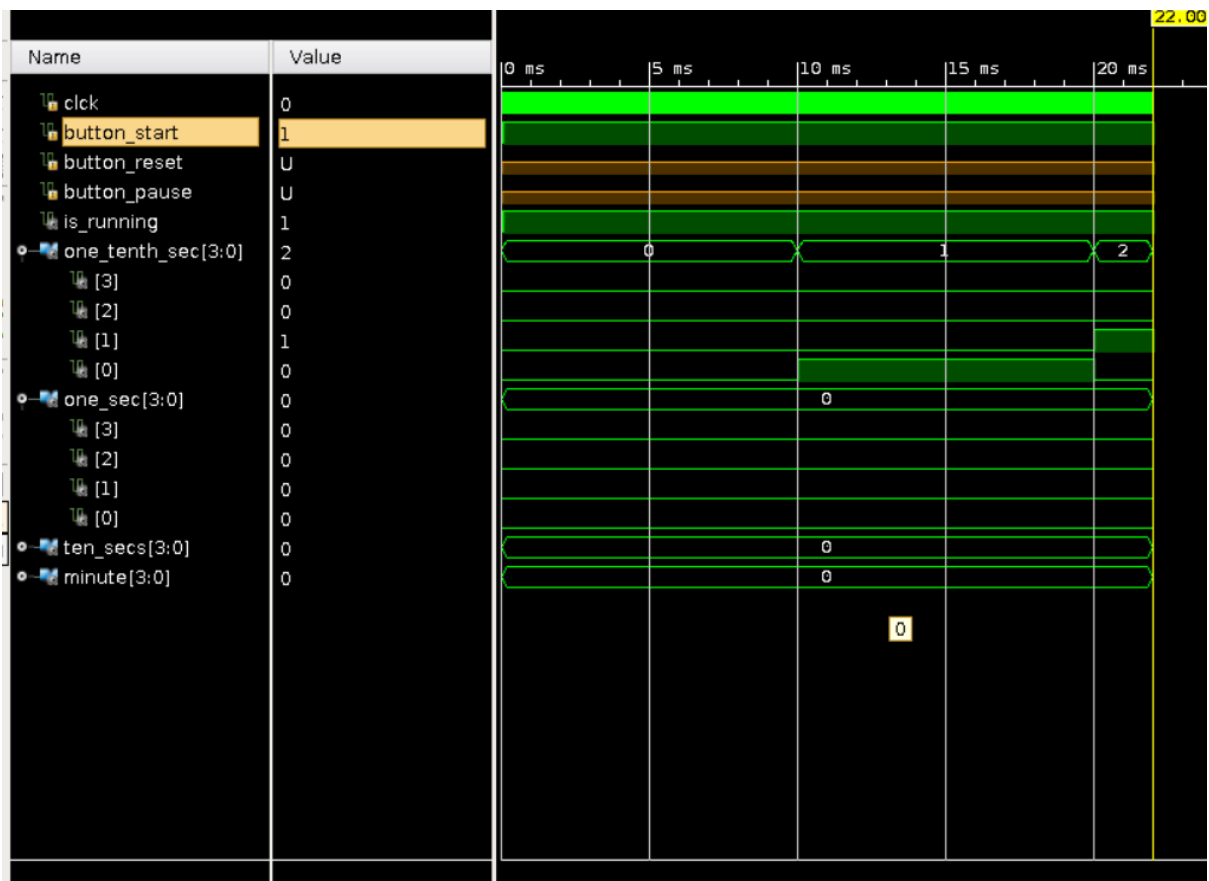 22.00
Name Value
0 ms 5 ms 10 ms 15 ms 20 ms
clck 0
button_start 1
button_reset U
button_pause U
is_running 1
one_tenth_sec[3:0] 2 0 1 2
[3] 0
[2] 0
[1] 1
[0] 0
one_sec[3:0] 0 0
[3] 0
[2] 0
[1] 0
[0] 0
ten_secs[3:0] 0 0
minute[3:0] 0 0
0